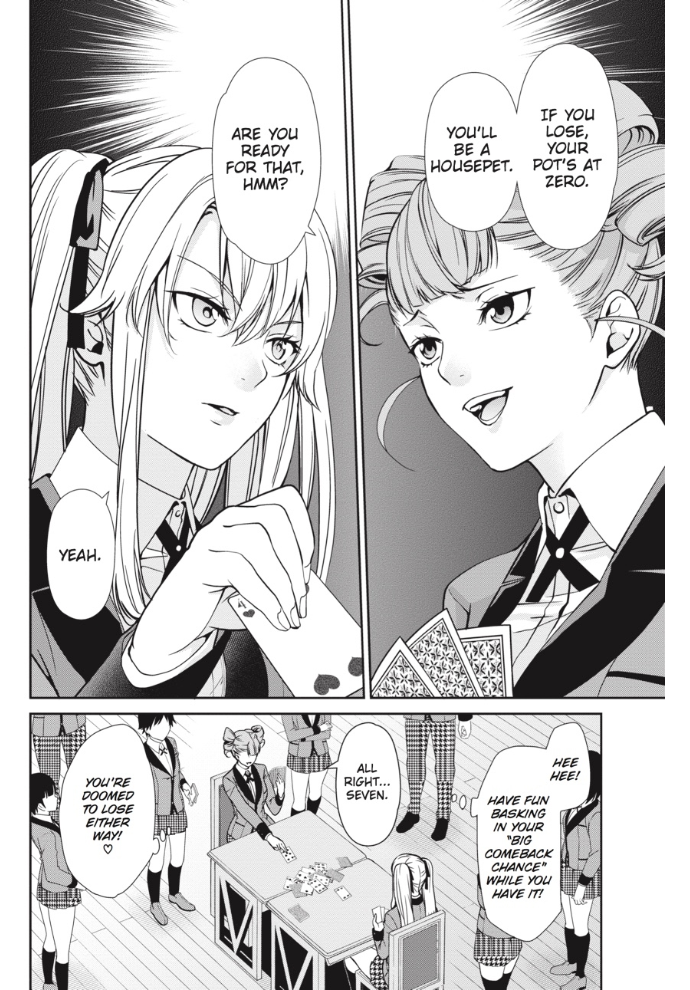 IF YOU
LOSE,
YOUR
POT'S AT
ZERO.
YOU'LL
BE A
HOUSEPET.
ARE YOU
READY
FOR THAT,
HMM?
YEAH.
HEE
HEE!
HAVE FUN
BASKING
IN YOUR
"BIG
COMEBACK
CHANCE"
WHILE YOU
HAVE IT!
ALL
RIGHT...
SEVEN.
YOU'RE
DOOMED
TO LOSE
EITHER
WAY!
♡